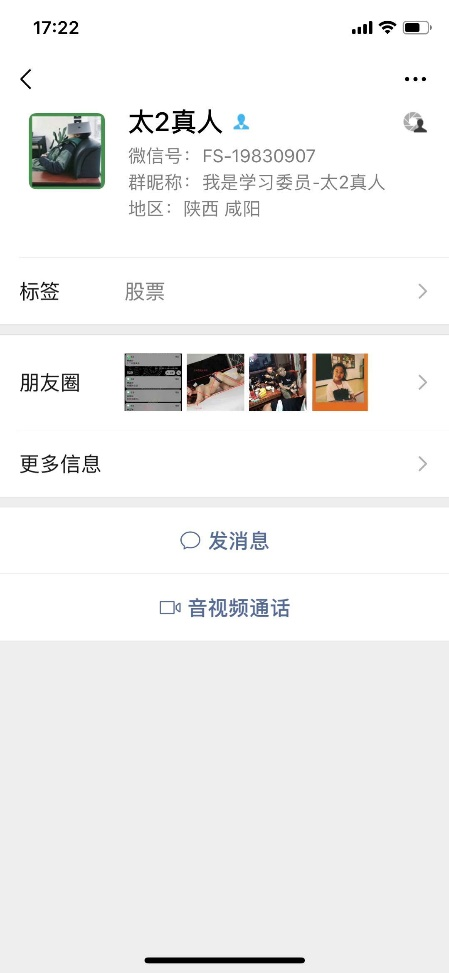 17:22
太2真人
微信号：FS-19830907
群昵称：我是学习委员-太2真人
地区：陕西 咸阳
标签 股票
朋友圈
更多信息
发消息
音视频通话